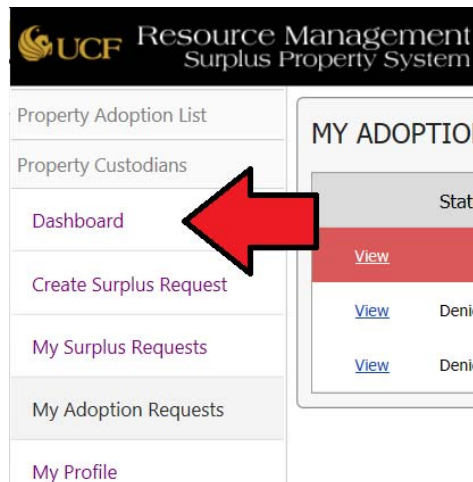 UCF Resource Management
Surplus Property System
Property Adoption List
Property Custodians
Dashboard
Create Surplus Request
My Surplus Requests
My Adoption Requests
My Profile
MY ADOPTIO
Stat
View
View Deni
View Deni